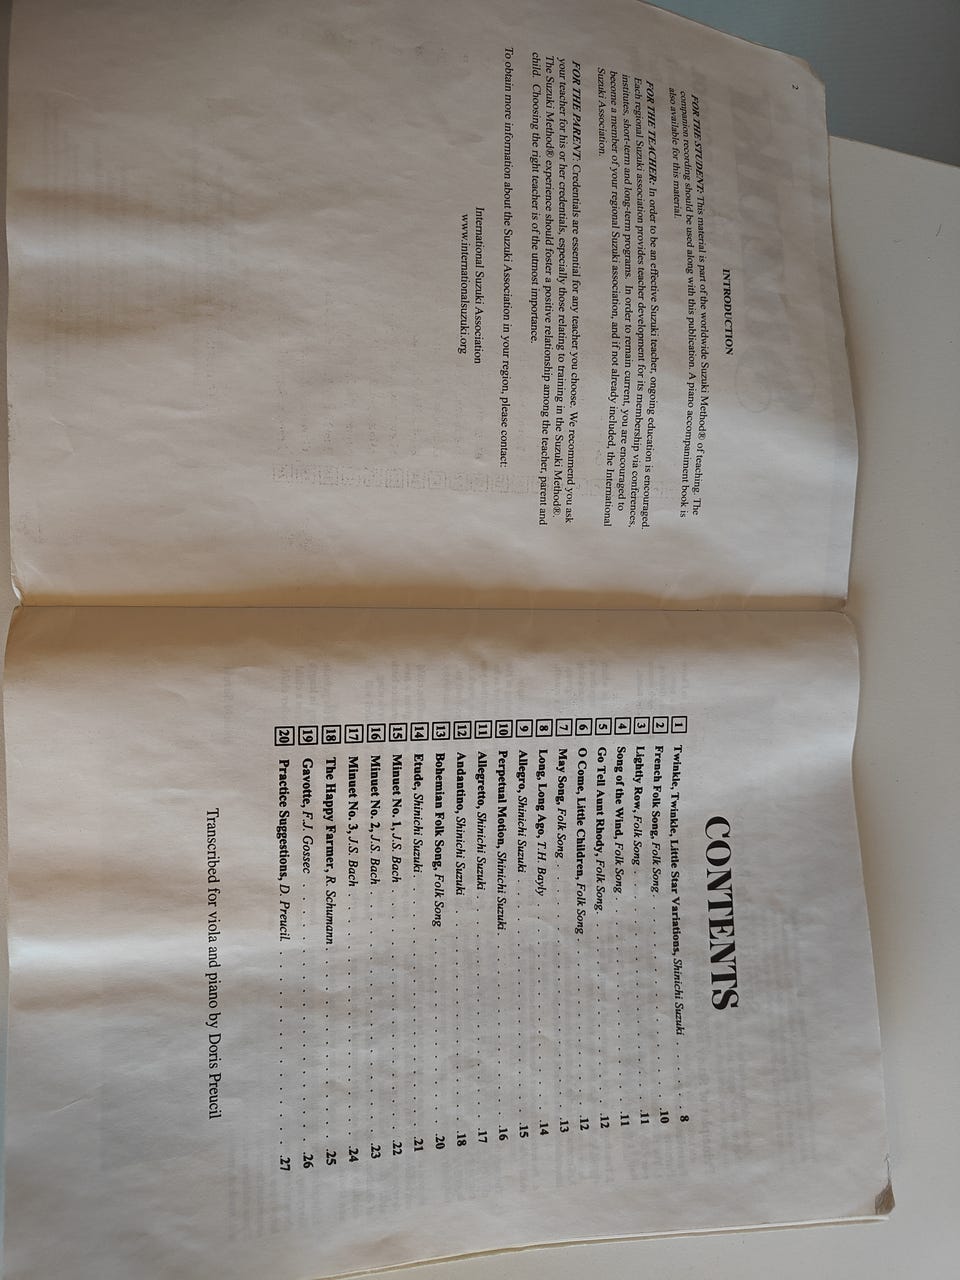 2
INTRODUCTION
FOR THE STUDENT: This material is part of the worldwide Suzuki Method® of teaching. The
companion recording should be used along with this publication. A piano accompaniment book is
also available for this material.
FOR THE TEACHER: In order to be an effective Suzuki teacher, ongoing education is encouraged.
Each regional Suzuki association provides teacher development for its membership via conferences,
institutes, short-term and long-term programs. In order to remain current, you are encouraged to
become a member of your regional Suzuki association, and if not already included, the International
Suzuki Association.
FOR THE PARENT: Credentials are essential for any teacher you choose. We recommend you ask
your teacher for his or her credentials, especially those relating to training in the Suzuki Method®.
The Suzuki Method® experience should foster a positive relationship among the teacher, parent and
child. Choosing the right teacher is of the utmost importance.
To obtain more information about the Suzuki Association in your region, please contact:
International Suzuki Association
www.internationalsuzuki.org
CONTENTS
1 Twinkle, Twinkle, Little Star Variations, Shinichi Suzuki . . . . 8
2 French Folk Song, Folk Song . . . . 10
3 Lightly Row, Folk Song . . . . 11
4 Song of the Wind, Folk Song . . . . 11
5 Go Tell Aunt Rhody, Folk Song . . . . 12
6 O Come, Little Children, Folk Song . . . . 12
7 May Song, Folk Song . . . . 13
8 Long, Long Ago, T.H. Bayly . . . . 14
9 Allegro, Shinichi Suzuki . . . . 15
10 Perpetual Motion, Shinichi Suzuki . . . . 16
11 Allegretto, Shinichi Suzuki . . . . 17
12 Andantino, Shinichi Suzuki . . . . 18
13 Bohemian Folk Song, Folk Song . . . . 20
14 Etude, Shinichi Suzuki . . . . 21
15 Minuet No. 1, J.S. Bach . . . . 22
16 Minuet No. 2, J.S. Bach . . . . 23
17 Minuet No. 3, J.S. Bach . . . . 24
18 The Happy Farmer, R. Schumann . . . . 25
19 Gavotte, F.J. Gossec . . . . 26
20 Practice Suggestions, D. Preucil . . . . 27
Transcribed for viola and piano by Doris Preucil